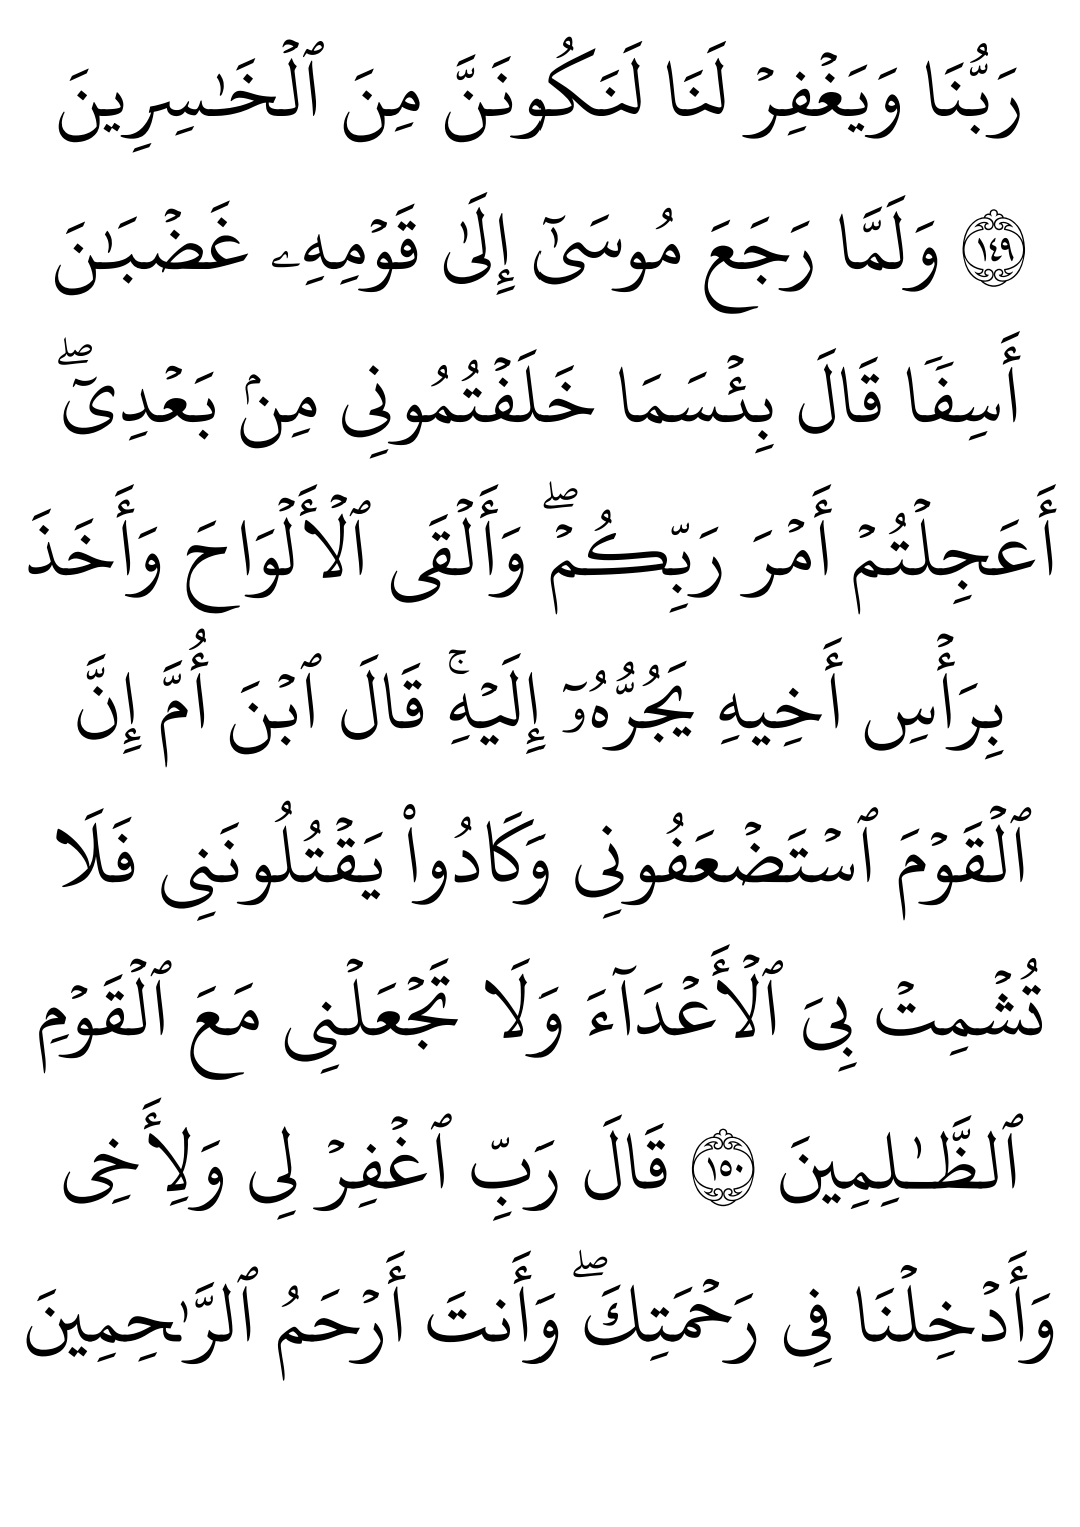 رَبُّنَا وَيَغْفِرْ لَنَا لَنَكُونَنَّ مِنَ ٱلْخَٰسِرِينَ
۝١٤٩ وَلَمَّا رَجَعَ مُوسَىٰٓ إِلَىٰ قَوْمِهِۦ غَضْبَٰنَ
أَسِفًا قَالَ بِئْسَمَا خَلَفْتُمُونِى مِنۢ بَعْدِىٓ ۖ
أَعَجِلْتُمْ أَمْرَ رَبِّكُمْ ۖ وَأَلْقَى ٱلْأَلْوَاحَ وَأَخَذَ
بِرَأْسِ أَخِيهِ يَجُرُّهُۥٓ إِلَيْهِ ۚ قَالَ ٱبْنَ أُمَّ إِنَّ
ٱلْقَوْمَ ٱسْتَضْعَفُونِى وَكَادُوا۟ يَقْتُلُونَنِى فَلَا
تُشْمِتْ بِىَ ٱلْأَعْدَآءَ وَلَا تَجْعَلْنِى مَعَ ٱلْقَوْمِ
ٱلظَّٰلِمِينَ ۝١٥٠ قَالَ رَبِّ ٱغْفِرْ لِى وَلِأَخِى
وَأَدْخِلْنَا فِى رَحْمَتِكَ ۖ وَأَنتَ أَرْحَمُ ٱلرَّٰحِمِينَ